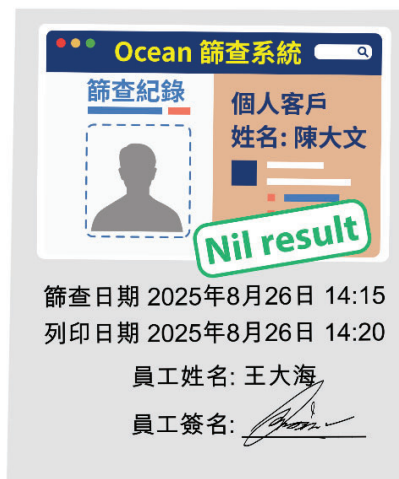 Ocean 篩查系統
篩查紀錄
個人客戶
姓名: 陳大文
Nil result
篩查日期 2025年8月26日 14:15
列印日期 2025年8月26日 14:20
員工姓名: 王大海
員工簽名: